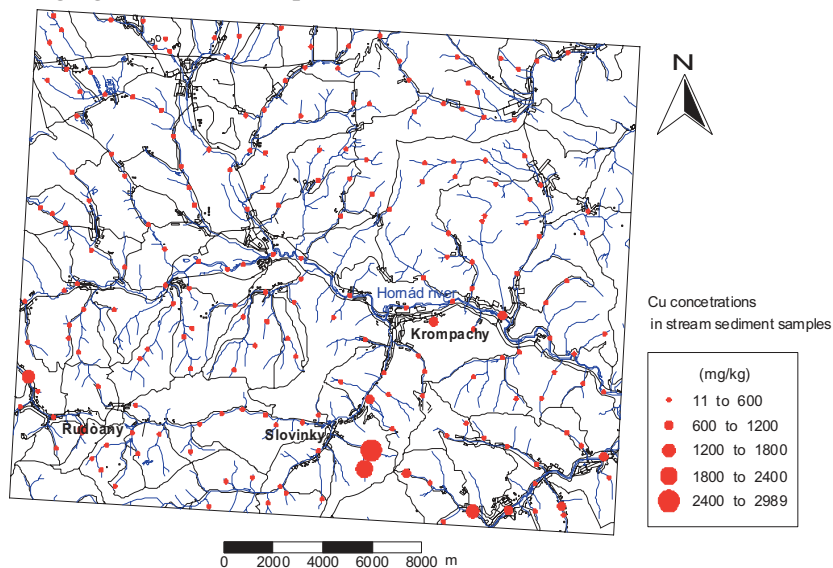 N
Hornád river
Krompachy
Rudòany
Slovinky
Cu concetrations
in stream sediment samples
(mg/kg)
11 to 600
600 to 1200
1200 to 1800
1800 to 2400
2400 to 2989
0 2000 4000 6000 8000 m